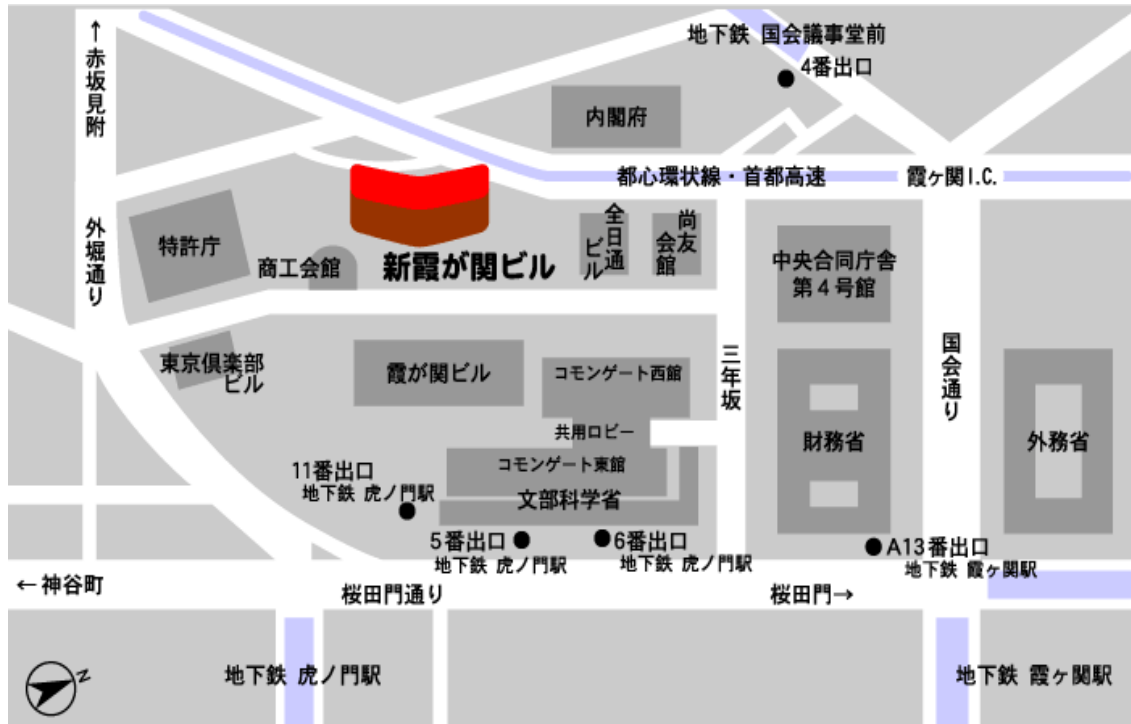 地下鉄 国会議事堂前
4番出口
↑赤坂見附
内閣府
都心環状線・首都高速
霞ヶ関I.C.
外堀通り
特許庁
商工会館
新霞が関ビル
全日通
ビル
尚友
会館
中央合同庁舎
第4号館
東京倶楽部
ビル
霞が関ビル
コモンゲート西館
三年坂
国会通り
共用ロビー
財務省
外務省
コモンゲート東館
11番出口
地下鉄 虎ノ門駅
文部科学省
5番出口
地下鉄 虎ノ門駅
6番出口
地下鉄 虎ノ門駅
A13番出口
地下鉄 霞ヶ関駅
←神谷町
桜田門通り
桜田門→
地下鉄 虎ノ門駅
地下鉄 霞ヶ関駅
N